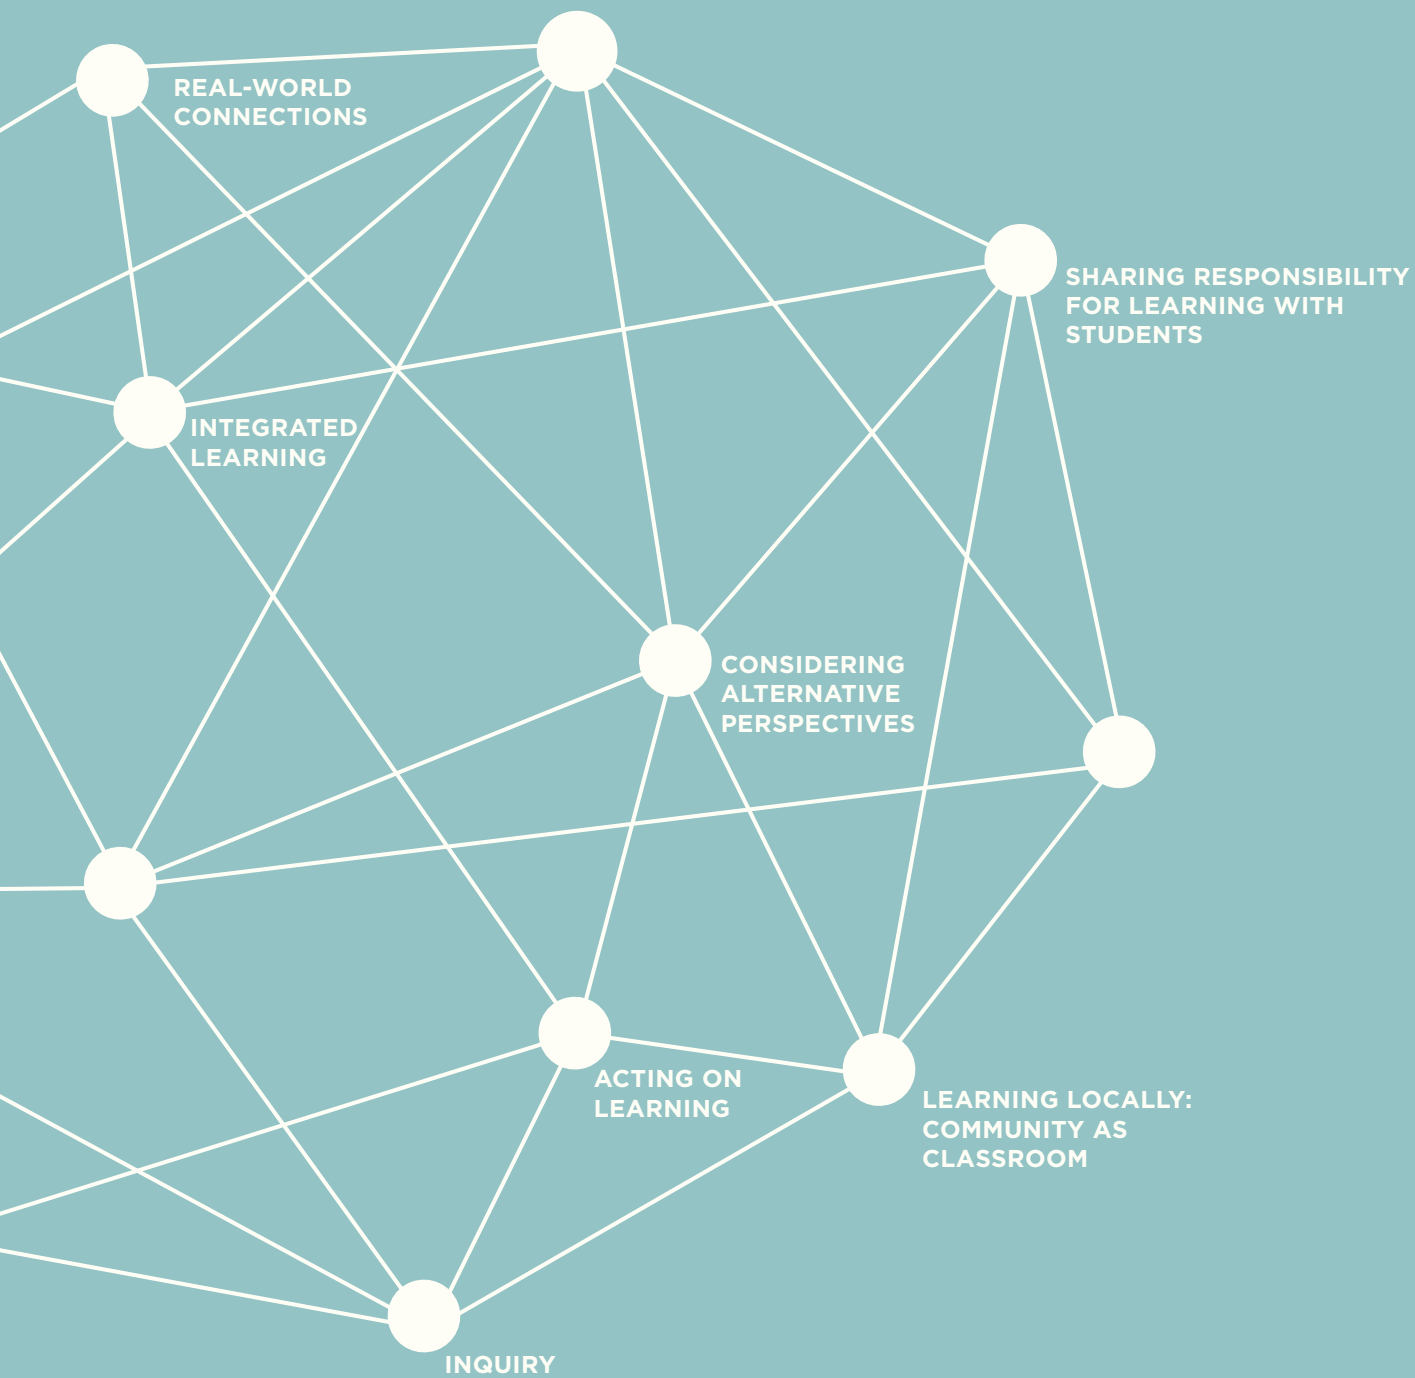 REAL-WORLD
CONNECTIONS
SHARING RESPONSIBILITY
FOR LEARNING WITH
STUDENTS
INTEGRATED
LEARNING
CONSIDERING
ALTERNATIVE
PERSPECTIVES
ACTING ON
LEARNING
LEARNING LOCALLY:
COMMUNITY AS
CLASSROOM
INQUIRY